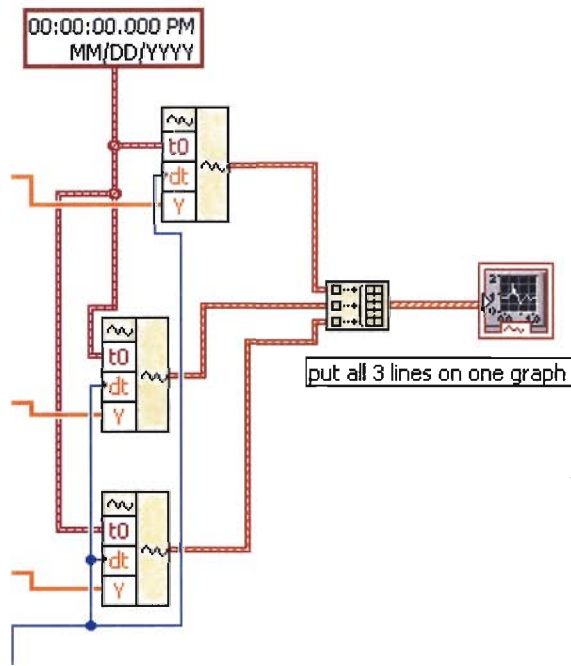 00:00:00.000 PM
MM/DD/YYYY
t0
dt
Y
t0
dt
Y
put all 3 lines on one graph
t0
dt
Y